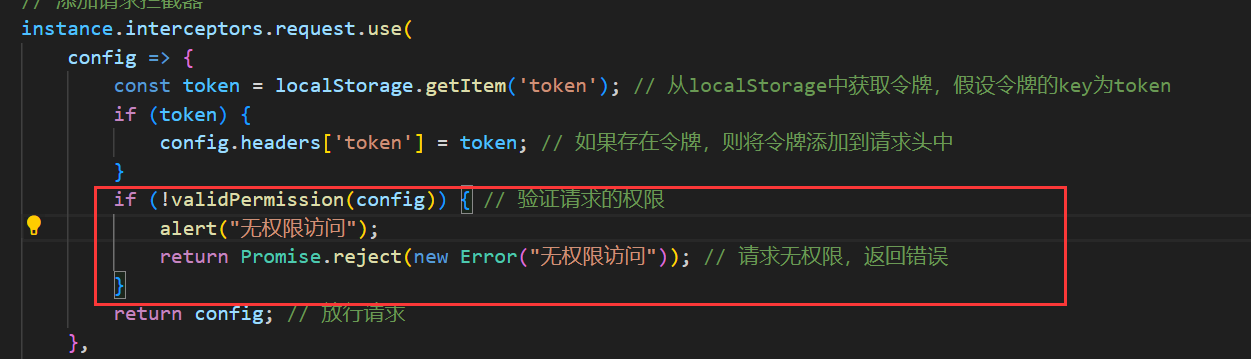 // 添加请求拦截器
instance.interceptors.request.use(
config => {
const token = localStorage.getItem('token'); // 从localStorage中获取令牌，假设令牌的key为token
if (token) {
config.headers['token'] = token; // 如果存在令牌，则将令牌添加到请求头中
}
if (!validPermission(config)) { // 验证请求的权限
alert("无权限访问");
return Promise.reject(new Error("无权限访问")); // 请求无权限，返回错误
}
return config; // 放行请求
},